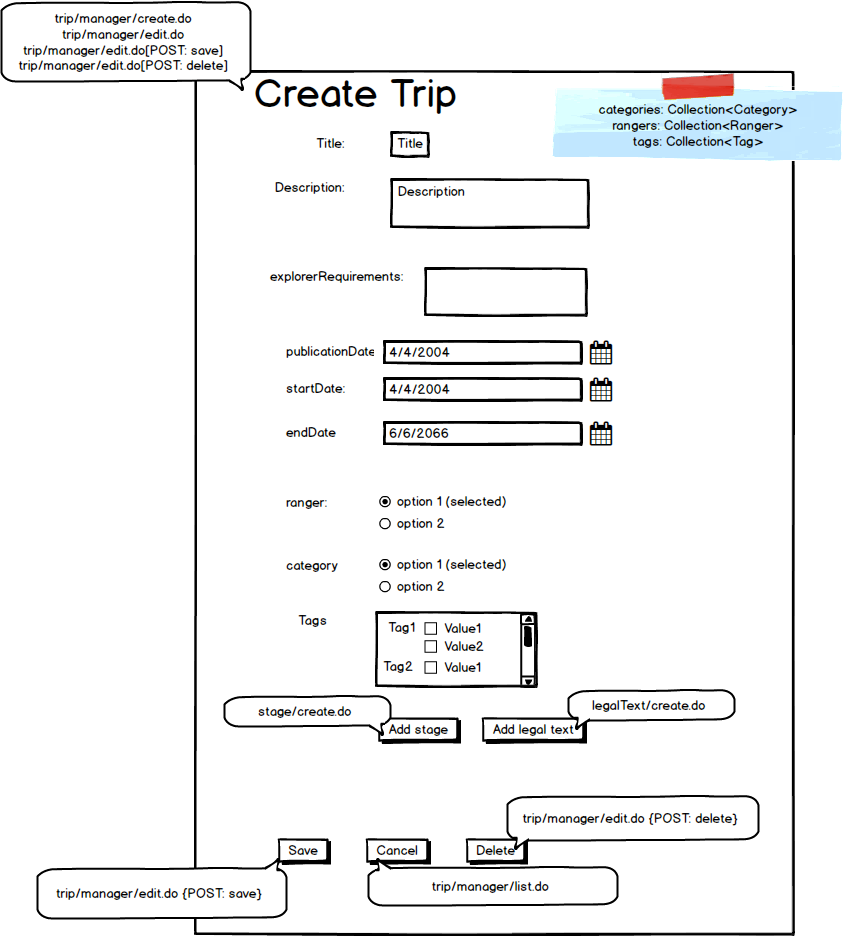 trip/manager/create.do
trip/manager/edit.do
trip/manager/edit.do[POST: save]
trip/manager/edit.do[POST: delete]
Create Trip
categories: Collection<Category>
rangers: Collection<Ranger>
tags: Collection<Tag>
Title: Title
Description: Description
explorerRequirements:
publicationDate 4/4/2004
startDate: 4/4/2004
endDate 6/6/2066
ranger: option 1 (selected)
option 2
category option 1 (selected)
option 2
Tags
Tag1 Value1
Value2
Tag2 Value1
stage/create.do legalText/create.do
Add stage Add legal text
trip/manager/edit.do {POST: delete}
Save Cancel Delete
trip/manager/edit.do {POST: save} trip/manager/list.do